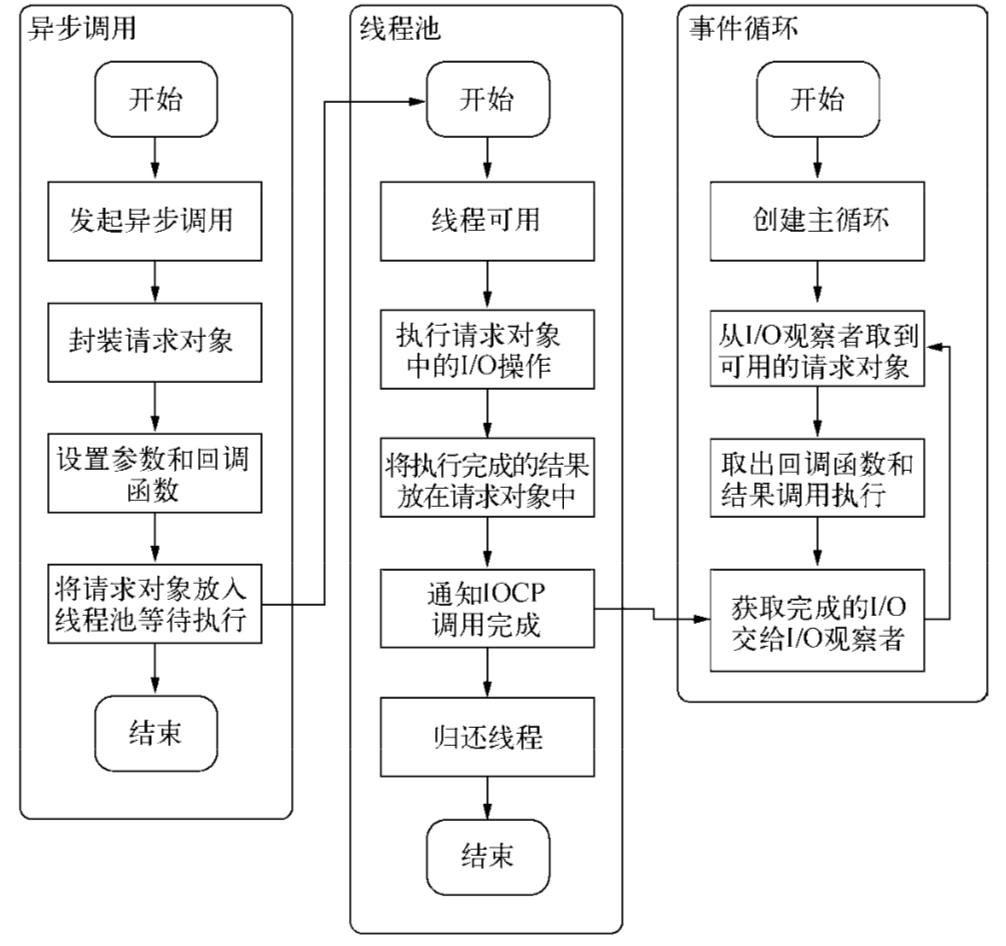 异步调用
开始
发起异步调用
封装请求对象
设置参数和回调
函数
将请求对象放入
线程池等待执行
结束
线程池
开始
线程可用
执行请求对象
中的I/O操作
将执行完成的结果
放在请求对象中
通知IOCP
调用完成
归还线程
结束
事件循环
开始
创建主循环
从I/O观察者取到
可用的请求对象
取出回调函数和
结果调用执行
获取完成的I/O
交给I/O观察者